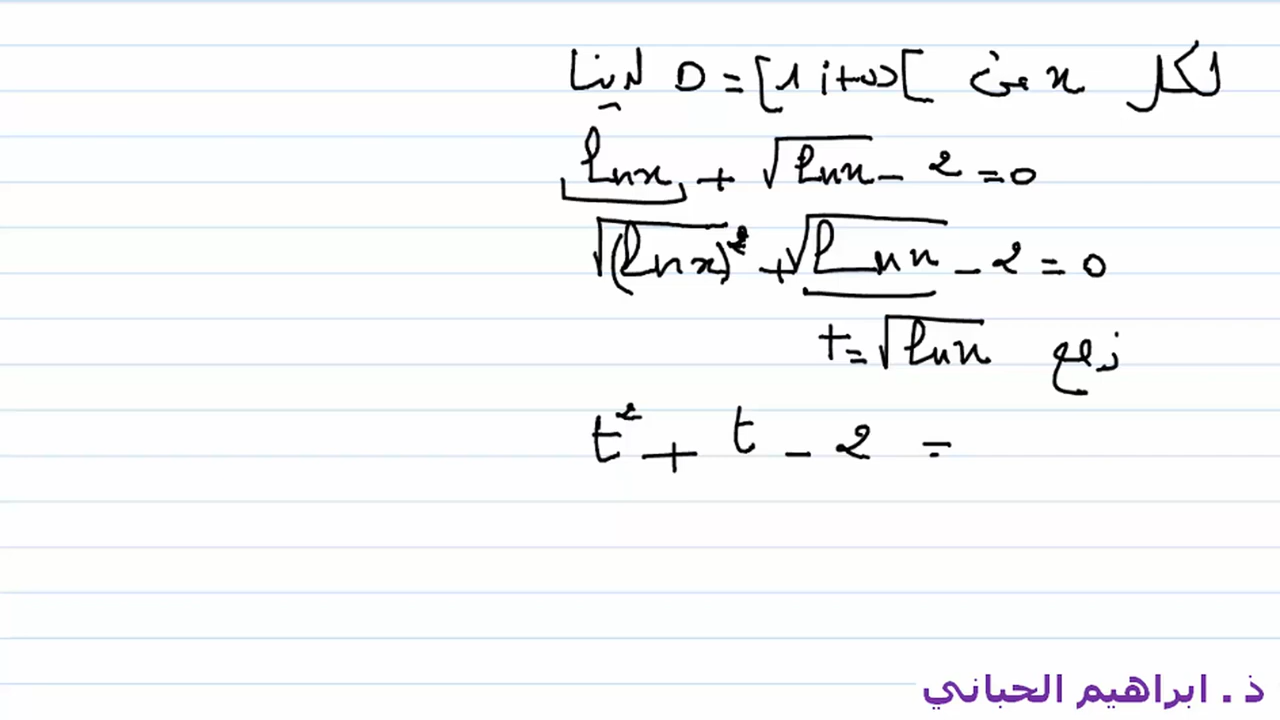 لكل x من D = [1 ; +∞[ لدينا
ln x + √ln x - 2 = 0
√(ln x)² + √ln x - 2 = 0
نضع t = √ln x
t² + t - 2 =
ذ . ابراهيم الحباني